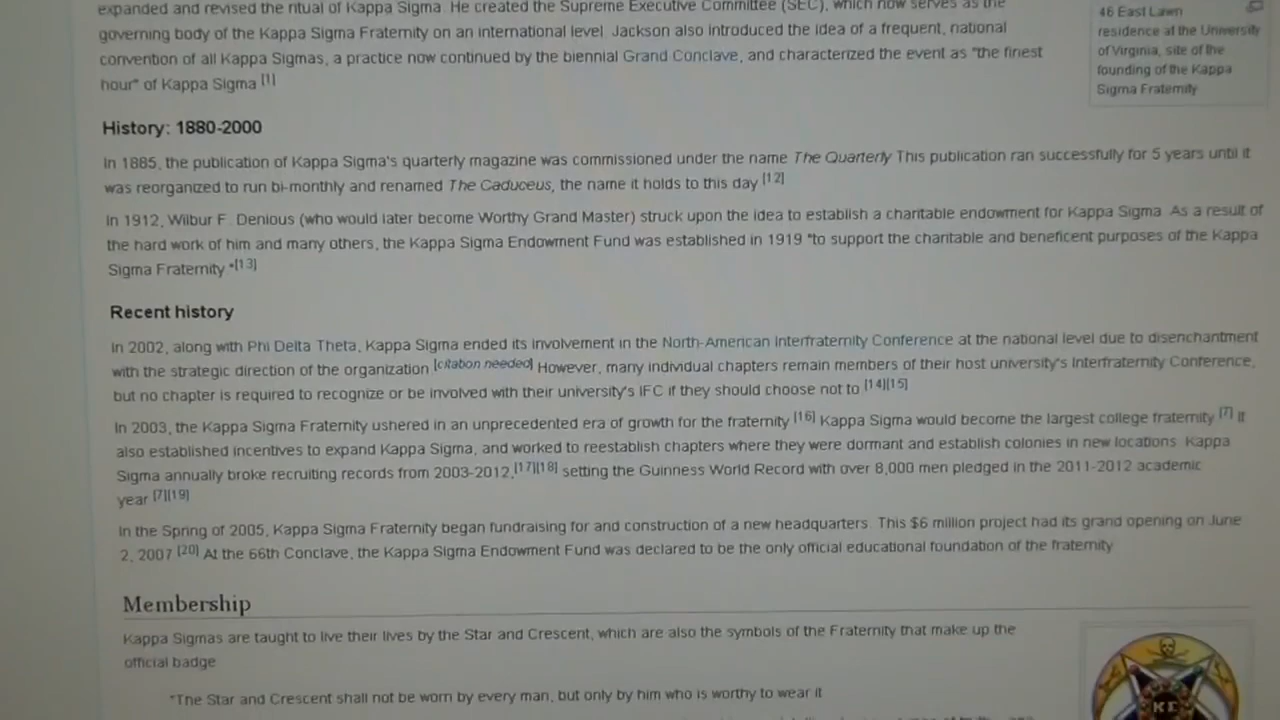 expanded and revised the ritual of Kappa Sigma. He created the Supreme Executive Committee (SEC), which now serves as the
governing body of the Kappa Sigma Fraternity on an international level. Jackson also introduced the idea of a frequent, national
convention of all Kappa Sigmas, a practice now continued by the biennial Grand Conclave, and characterized the event as "the finest
hour" of Kappa Sigma.[1]
46 East Lawn
residence at the University
of Virginia, site of the
founding of the Kappa
Sigma Fraternity
History: 1880-2000
In 1885, the publication of Kappa Sigma's quarterly magazine was commissioned under the name The Quarterly. This publication ran successfully for 5 years until it
was reorganized to run bi-monthly and renamed The Caduceus, the name it holds to this day.[12]
In 1912, Wilbur F. Denious (who would later become Worthy Grand Master) struck upon the idea to establish a charitable endowment for Kappa Sigma. As a result of
the hard work of him and many others, the Kappa Sigma Endowment Fund was established in 1919 "to support the charitable and beneficent purposes of the Kappa
Sigma Fraternity."[13]
Recent history
In 2002, along with Phi Delta Theta, Kappa Sigma ended its involvement in the North-American Interfraternity Conference at the national level due to disenchantment
with the strategic direction of the organization.[citation needed] However, many individual chapters remain members of their host university's Interfraternity Conference,
but no chapter is required to recognize or be involved with their university's IFC if they should choose not to.[14][15]
In 2003, the Kappa Sigma Fraternity ushered in an unprecedented era of growth for the fraternity.[16] Kappa Sigma would become the largest college fraternity.[7] It
also established incentives to expand Kappa Sigma, and worked to reestablish chapters where they were dormant and establish colonies in new locations. Kappa
Sigma annually broke recruiting records from 2003-2012,[17][18] setting the Guinness World Record with over 8,000 men pledged in the 2011-2012 academic
year.[7][19]
In the Spring of 2005, Kappa Sigma Fraternity began fundraising for and construction of a new headquarters. This $6 million project had its grand opening on June
2, 2007.[20] At the 66th Conclave, the Kappa Sigma Endowment Fund was declared to be the only official educational foundation of the fraternity.
Membership
Kappa Sigmas are taught to live their lives by the Star and Crescent, which are also the symbols of the Fraternity that make up the
official badge.
"The Star and Crescent shall not be worn by every man, but only by him who is worthy to wear it.
ΚΣ